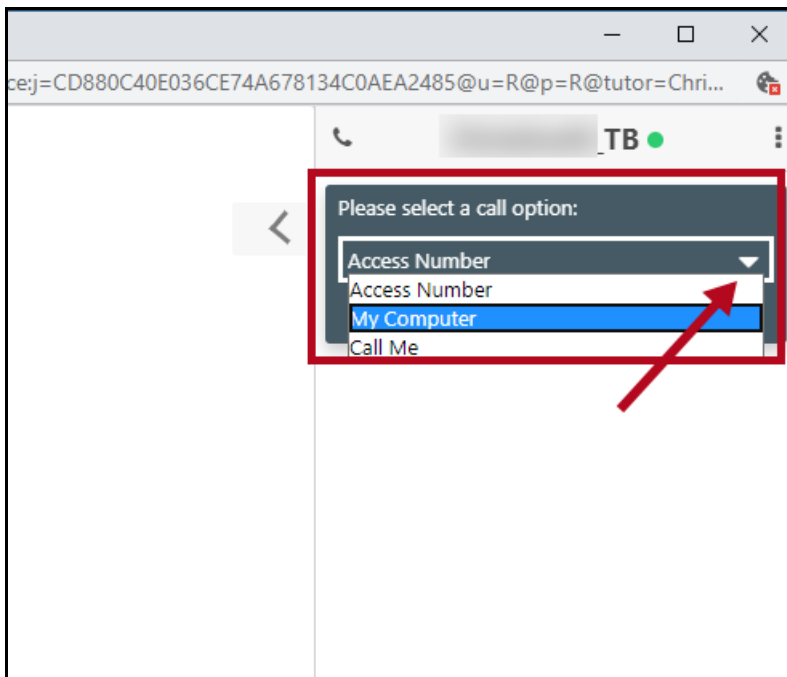 ce;j=CD880C40E036CE74A678134C0AEA2485@u=R@p=R@tutor=Chri...
_TB
Please select a call option:
Access Number
Access Number
My Computer
Call Me